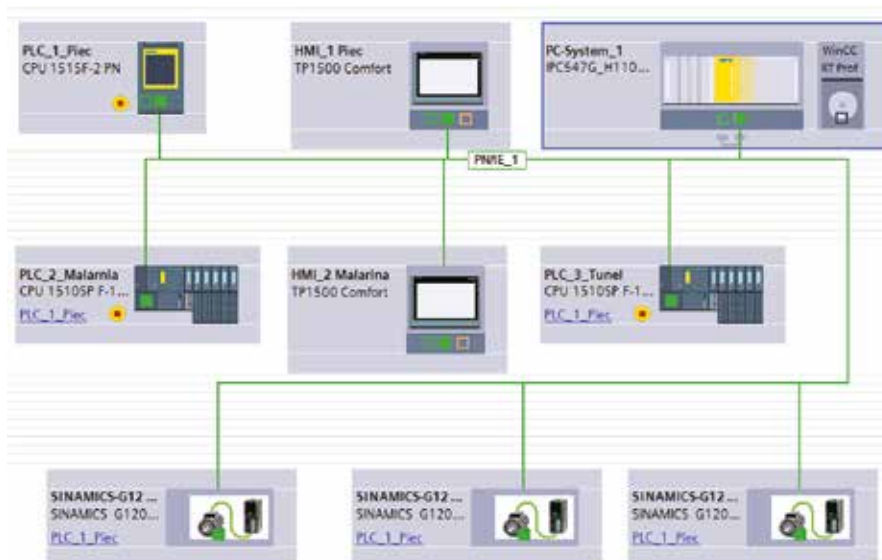 PLC_1_Piec
CPU 1515F-2 PN
HMI_1 Piec
TP1500 Comfort
PC-System_1
IPC547G_H110...
WinCC
RT Prof
PN/IE_1
PLC_2_Malarnia
CPU 1510SP F-1...
PLC_1_Piec
HMI_2 Malarina
TP1500 Comfort
PLC_3_Tunel
CPU 1510SP F-1...
PLC_1_Piec
SINAMICS-G12 ...
SINAMICS G120...
PLC_1_Piec
SINAMICS-G12 ...
SINAMICS G120...
PLC_1_Piec
SINAMICS-G12 ...
SINAMICS G120...
PLC_1_Piec